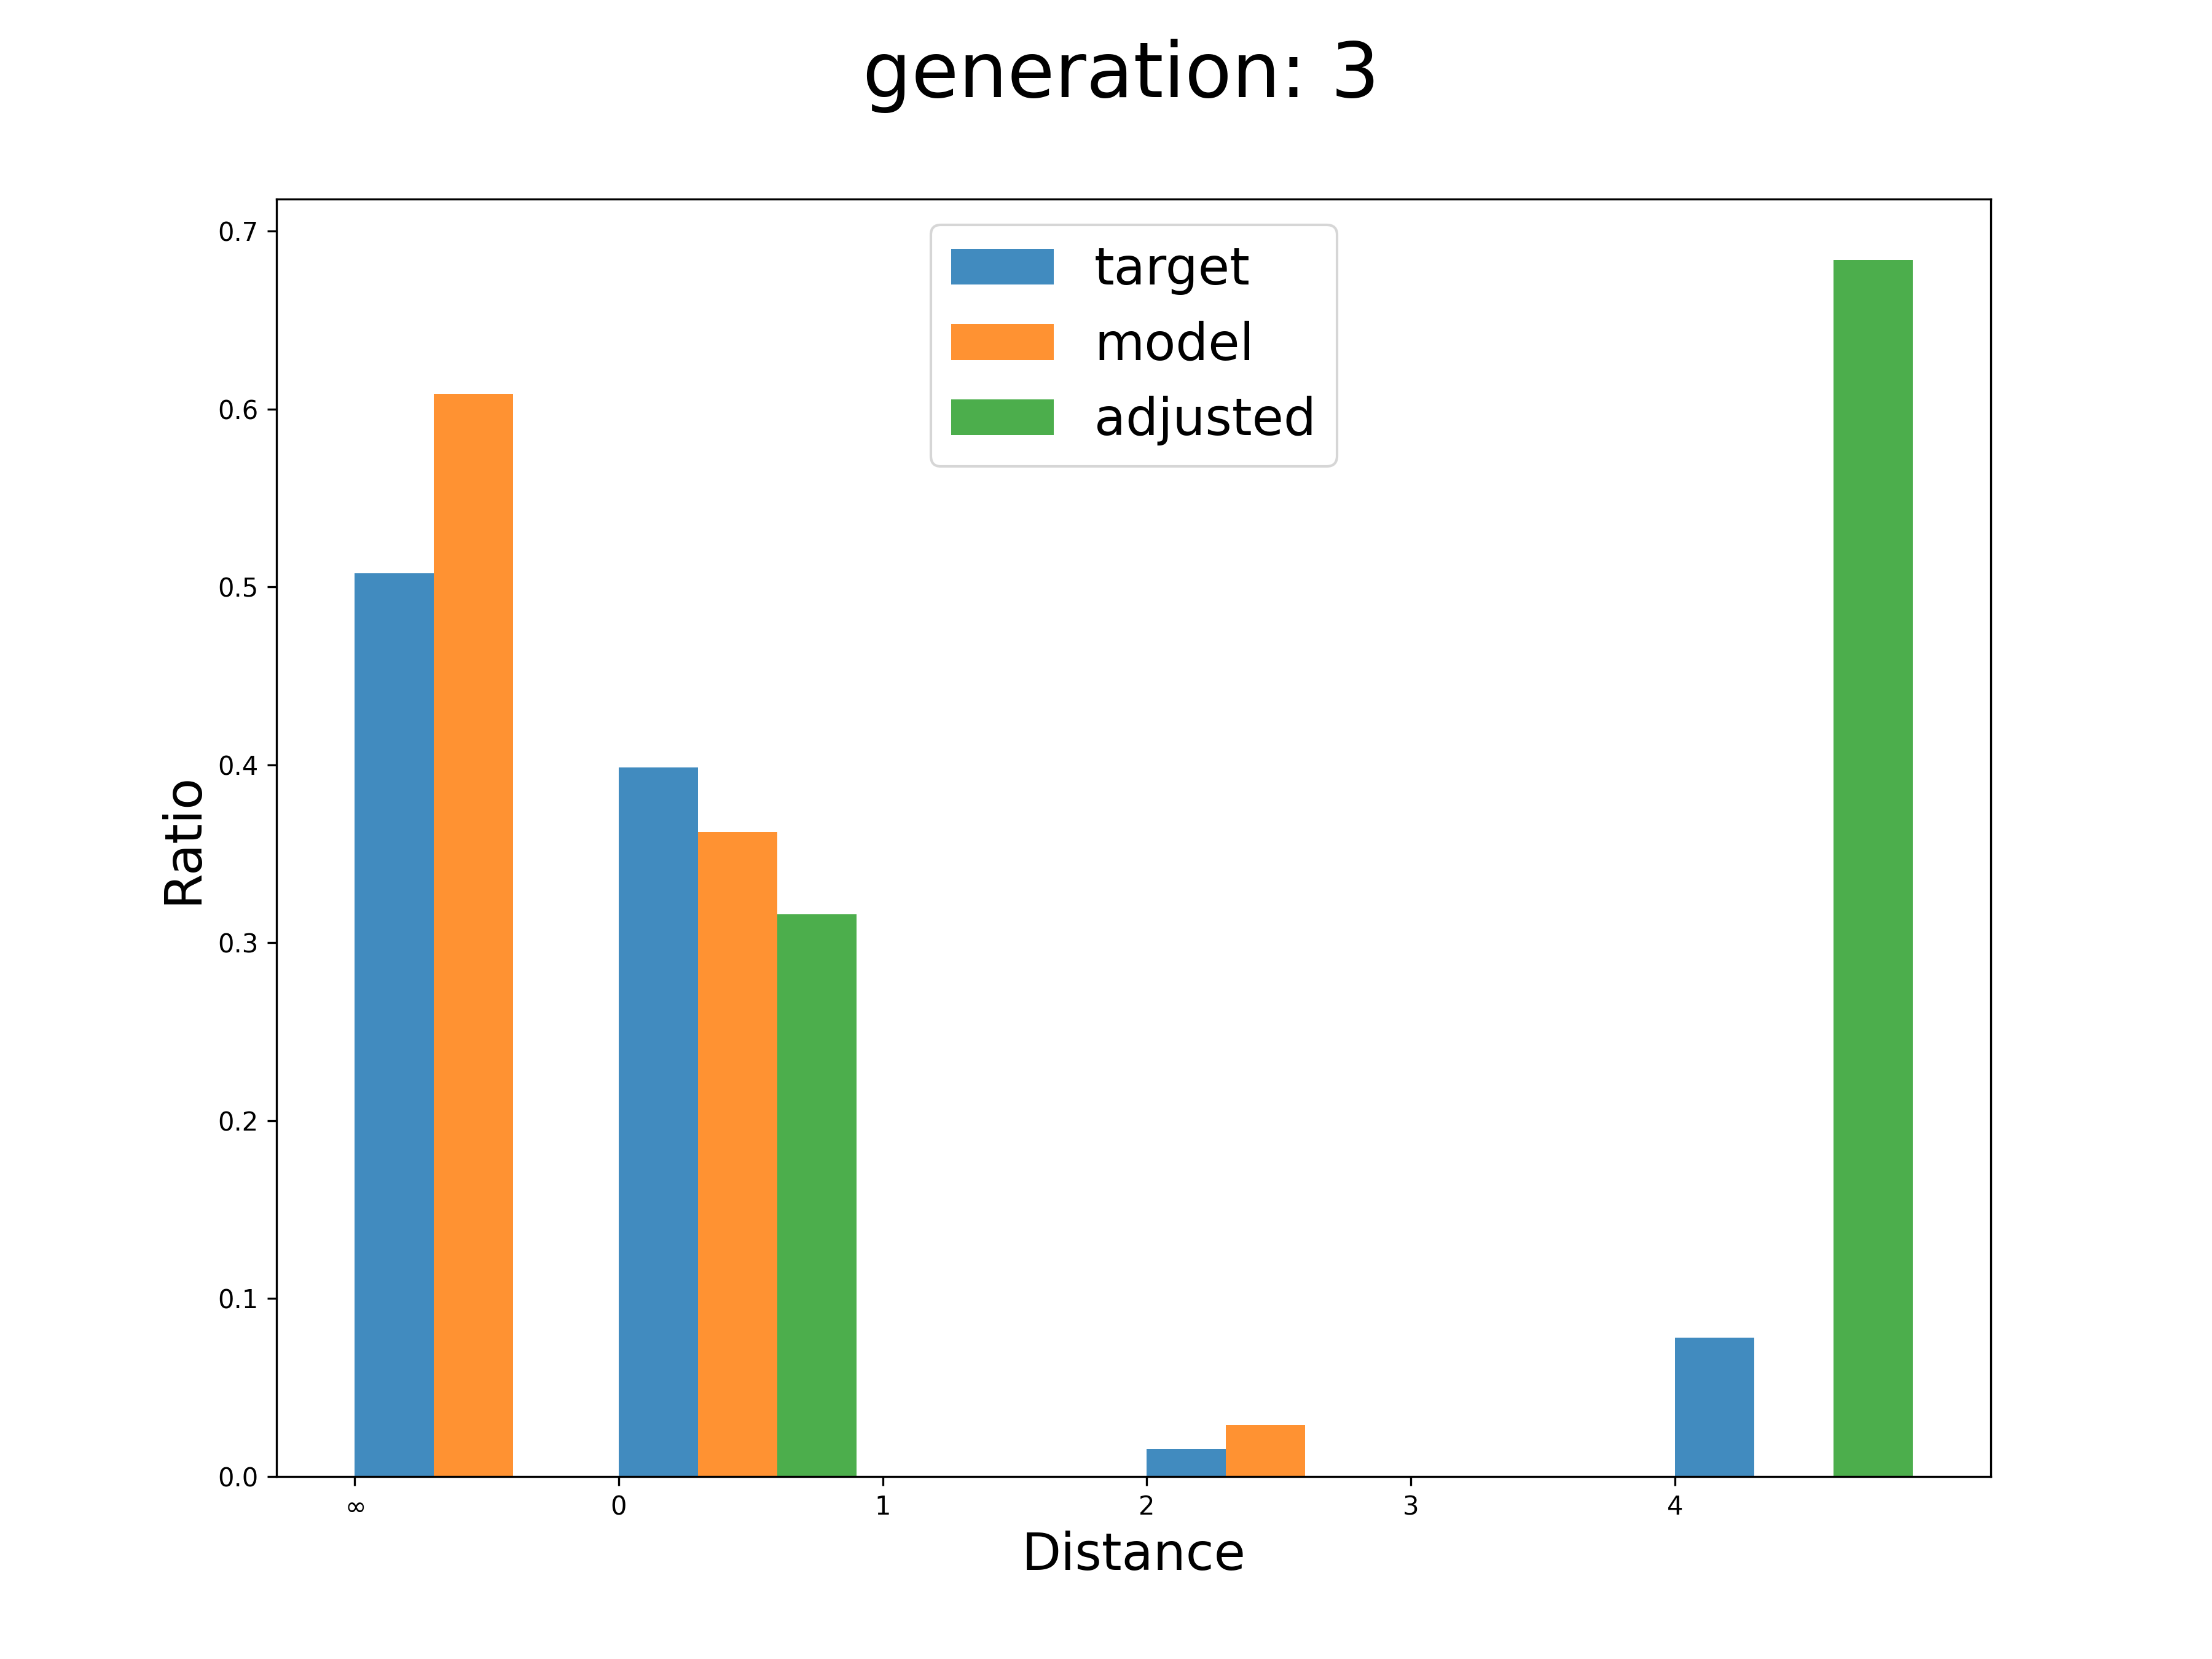 generation: 3
target
model
adjusted
0.7
0.6
0.5
0.4
0.3
0.2
0.1
0.0
Ratio
∞ 0 1 2 3 4
Distance